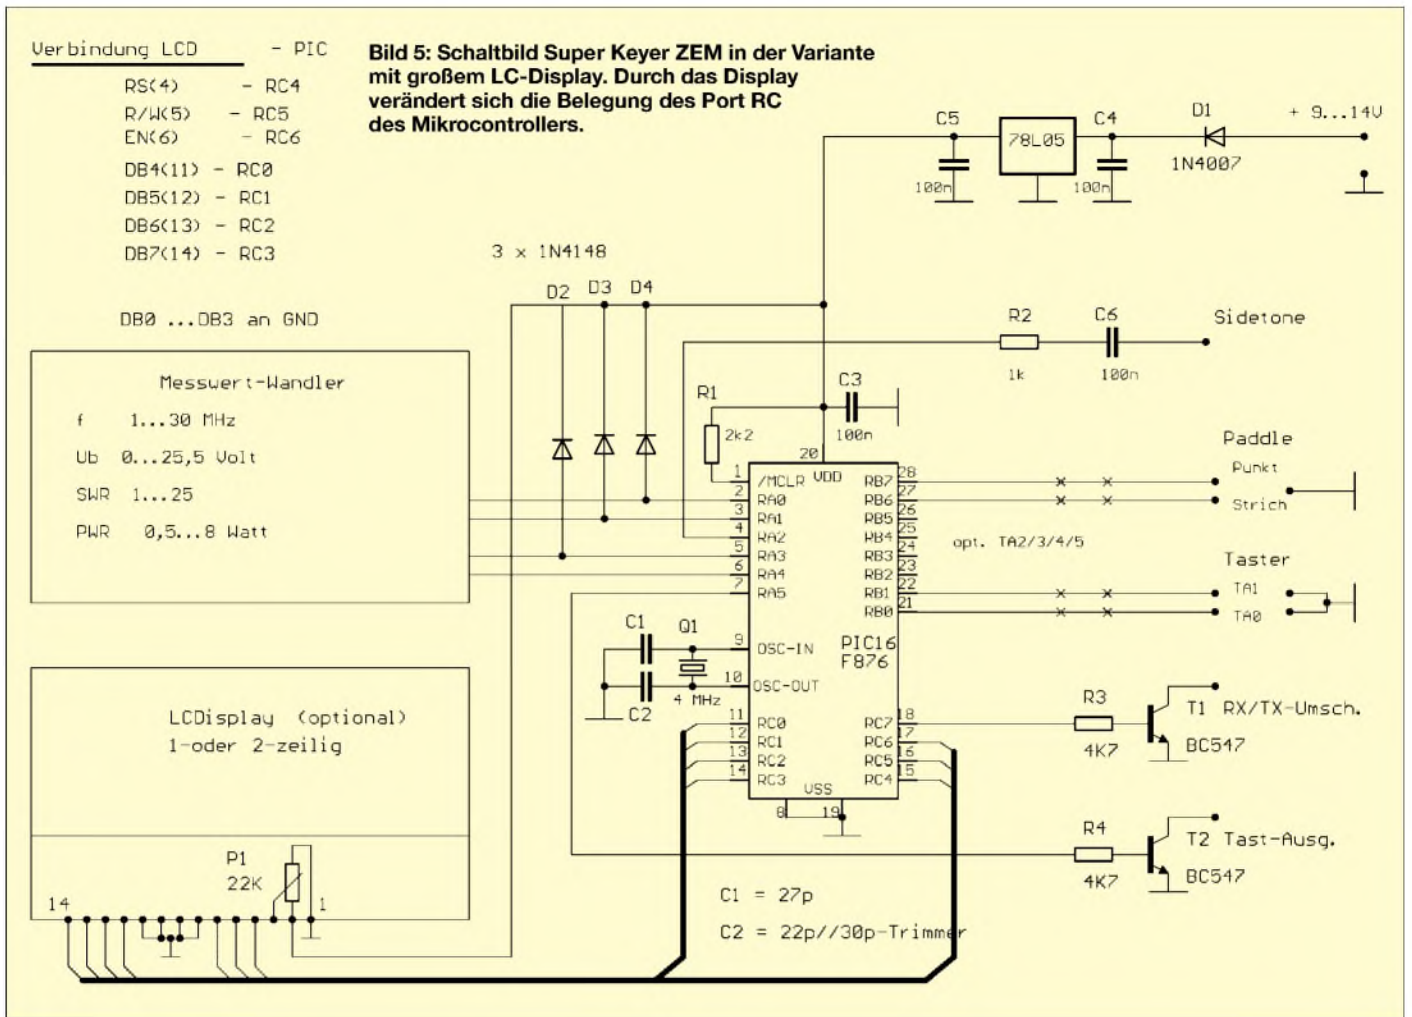 Verbindung LCD - PIC
RS(4) - RC4
R/W(5) - RC5
EN(6) - RC6
DB4(11) - RC0
DB5(12) - RC1
DB6(13) - RC2
DB7(14) - RC3
DB0 ...DB3 an GND
Bild 5: Schaltbild Super Keyer ZEM in der Variante
mit großem LC-Display. Durch das Display
verändert sich die Belegung des Port RC
des Mikrocontrollers.
C5
78L05
C4
D1
+ 9...14V
100n
100n
1N4007
3 x 1N4148
D2
D3
D4
R2
C6
Sidetone
1k
100n
Messwert-Wandler
f 1...30 MHz
Ub 0...25,5 Volt
SWR 1...25
PWR 0,5...8 Watt
R1
2k2
C3
100n
20
VDD
1 /MCLR
2 RA0
3 RA1
4 RA2
5 RA3
6 RA4
7 RA5
9 OSC-IN
10 OSC-OUT
11 RC0
12 RC1
13 RC2
14 RC3
RB7 28
RB6 27
RB5 26
RB4 25
RB3 24
RB2 23
RB1 22
RB0 21
PIC16
F876
RC7 18
RC6 17
RC5 16
RC4 15
VSS
8
19
Paddle
Punkt
Strich
opt. TA2/3/4/5
Taster
TA1
TA0
C1
Q1
4 MHz
C2
R3
4K7
T1 RX/TX-Umsch.
BC547
R4
4K7
T2 Tast-Ausg.
BC547
LCDisplay (optional)
1-oder 2-zeilig
P1
22K
14
1
C1 = 27p
C2 = 22p//30p-Trimmer